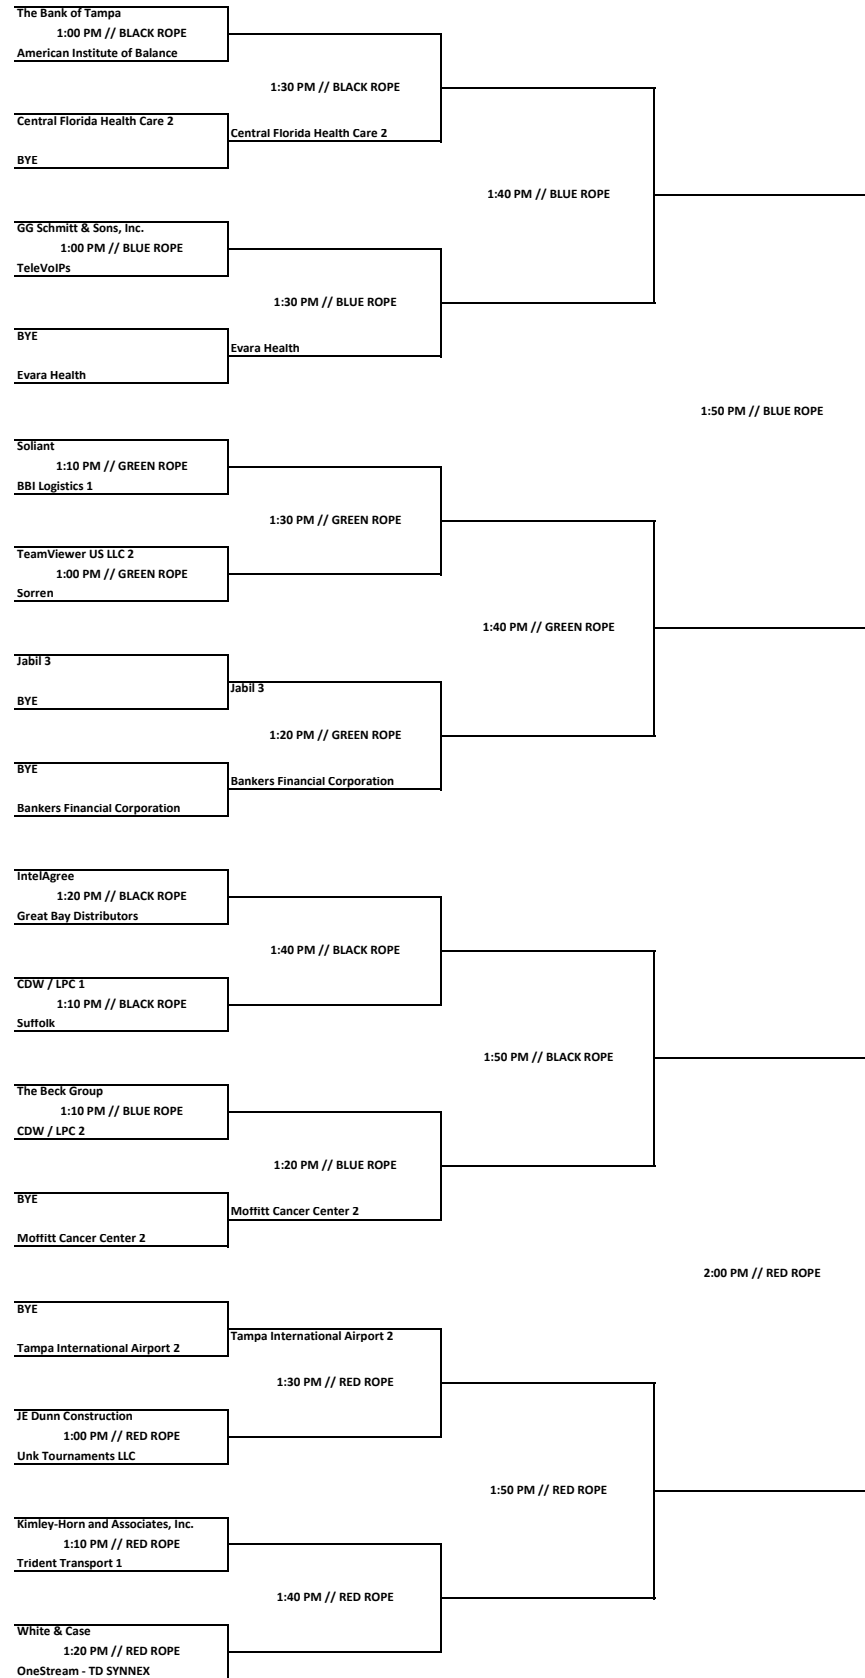 The Bank of Tampa
1:00 PM // BLACK ROPE
American Institute of Balance
1:30 PM // BLACK ROPE
Central Florida Health Care 2
Central Florida Health Care 2
BYE
1:40 PM // BLUE ROPE
GG Schmitt & Sons, Inc.
1:00 PM // BLUE ROPE
TeleVoIPs
1:30 PM // BLUE ROPE
BYE
Evara Health
Evara Health
1:50 PM // BLUE ROPE
Soliant
1:10 PM // GREEN ROPE
BBI Logistics 1
1:30 PM // GREEN ROPE
TeamViewer US LLC 2
1:00 PM // GREEN ROPE
Sorren
1:40 PM // GREEN ROPE
Jabil 3
Jabil 3
BYE
1:20 PM // GREEN ROPE
BYE
Bankers Financial Corporation
Bankers Financial Corporation
IntelAgree
1:20 PM // BLACK ROPE
Great Bay Distributors
1:40 PM // BLACK ROPE
CDW / LPC 1
1:10 PM // BLACK ROPE
Suffolk
1:50 PM // BLACK ROPE
The Beck Group
1:10 PM // BLUE ROPE
CDW / LPC 2
1:20 PM // BLUE ROPE
BYE
Moffitt Cancer Center 2
Moffitt Cancer Center 2
2:00 PM // RED ROPE
BYE
Tampa International Airport 2
Tampa International Airport 2
1:30 PM // RED ROPE
JE Dunn Construction
1:00 PM // RED ROPE
Unk Tournaments LLC
1:50 PM // RED ROPE
Kimley-Horn and Associates, Inc.
1:10 PM // RED ROPE
Trident Transport 1
1:40 PM // RED ROPE
White & Case
1:20 PM // RED ROPE
OneStream - TD SYNNEX